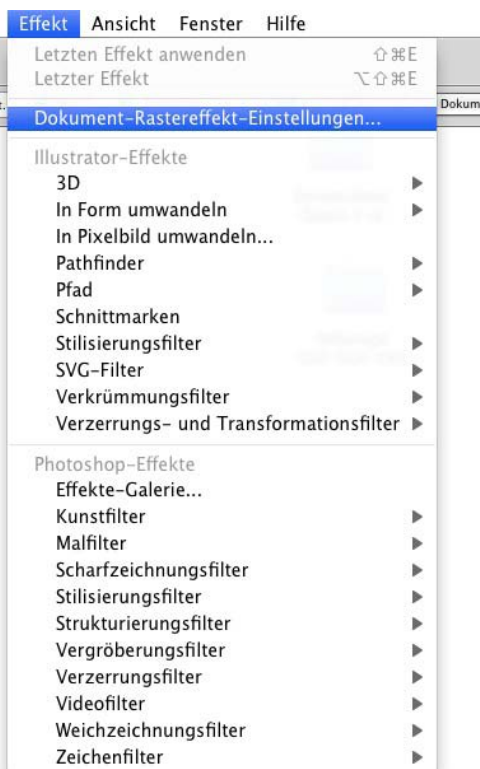 Effekt Ansicht Fenster Hilfe
Letzten Effekt anwenden ⇧⌘E
Letzter Effekt ⌥⇧⌘E
Dokument-Rastereffekt-Einstellungen... Dokum
Illustrator-Effekte
3D
In Form umwandeln
In Pixelbild umwandeln...
Pathfinder
Pfad
Schnittmarken
Stilisierungsfilter
SVG-Filter
Verkrümmungsfilter
Verzerrungs- und Transformationsfilter
Photoshop-Effekte
Effekte-Galerie...
Kunstfilter
Malfilter
Scharfzeichnungsfilter
Stilisierungsfilter
Strukturierungsfilter
Vergröberungsfilter
Verzerrungsfilter
Videofilter
Weichzeichnungsfilter
Zeichenfilter